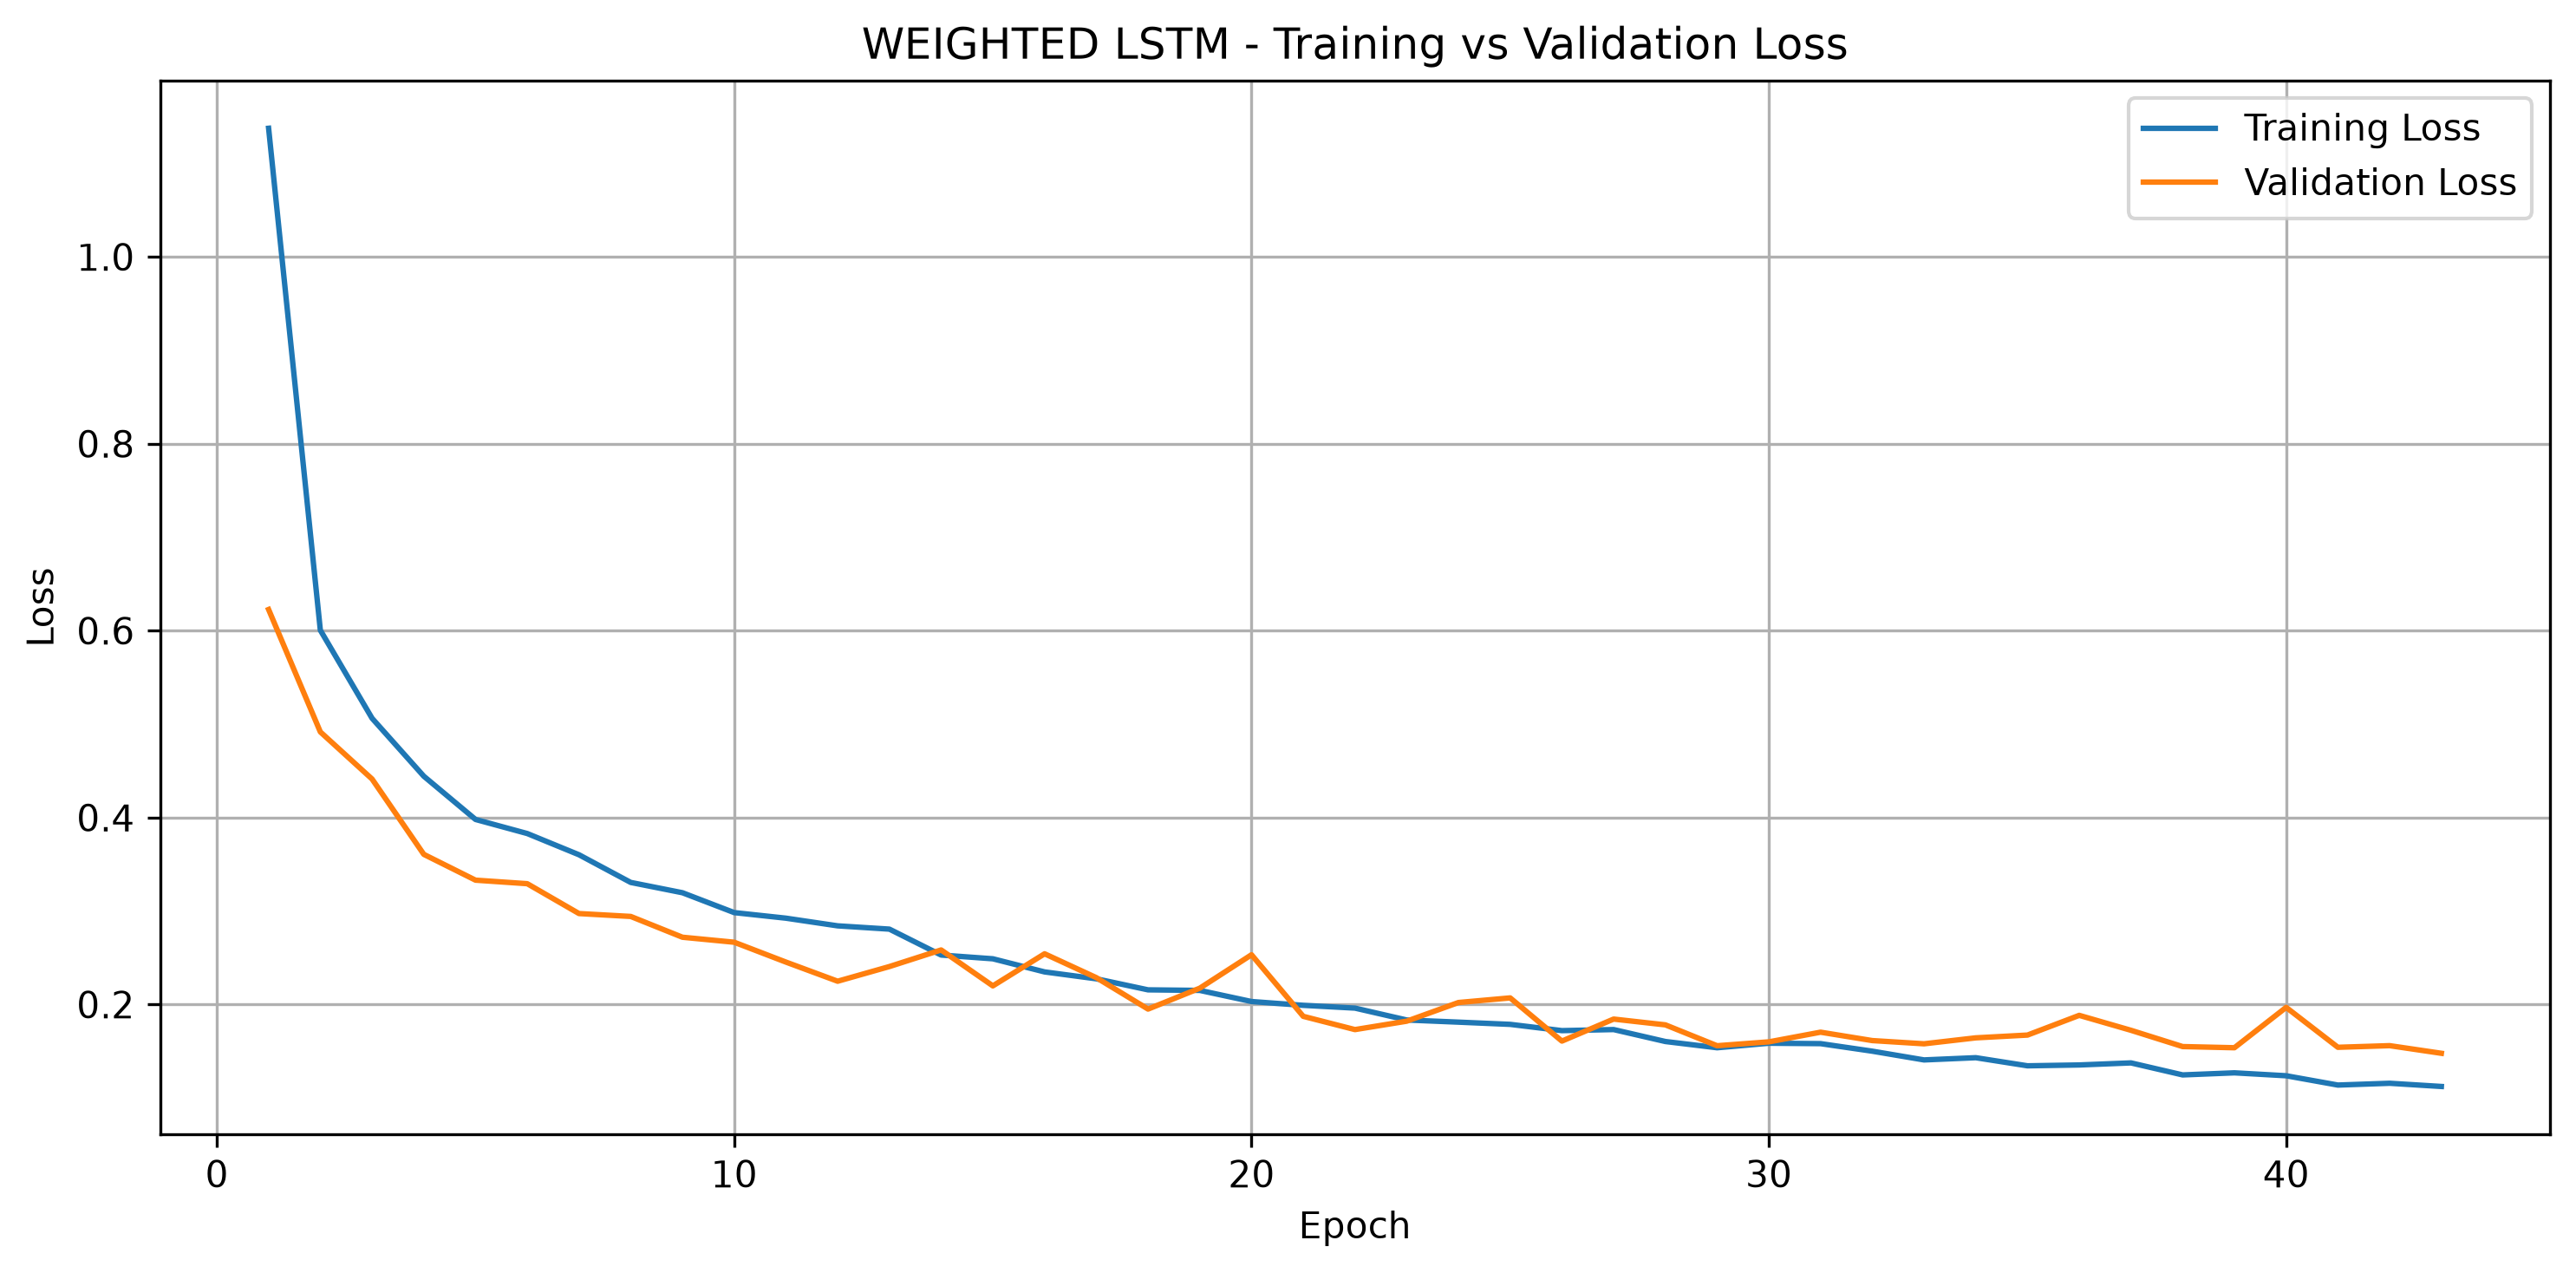 WEIGHTED LSTM - Training vs Validation Loss
Training Loss
Validation Loss
1.0
0.8
0.6
0.4
0.2
Loss
0 10 20 30 40
Epoch